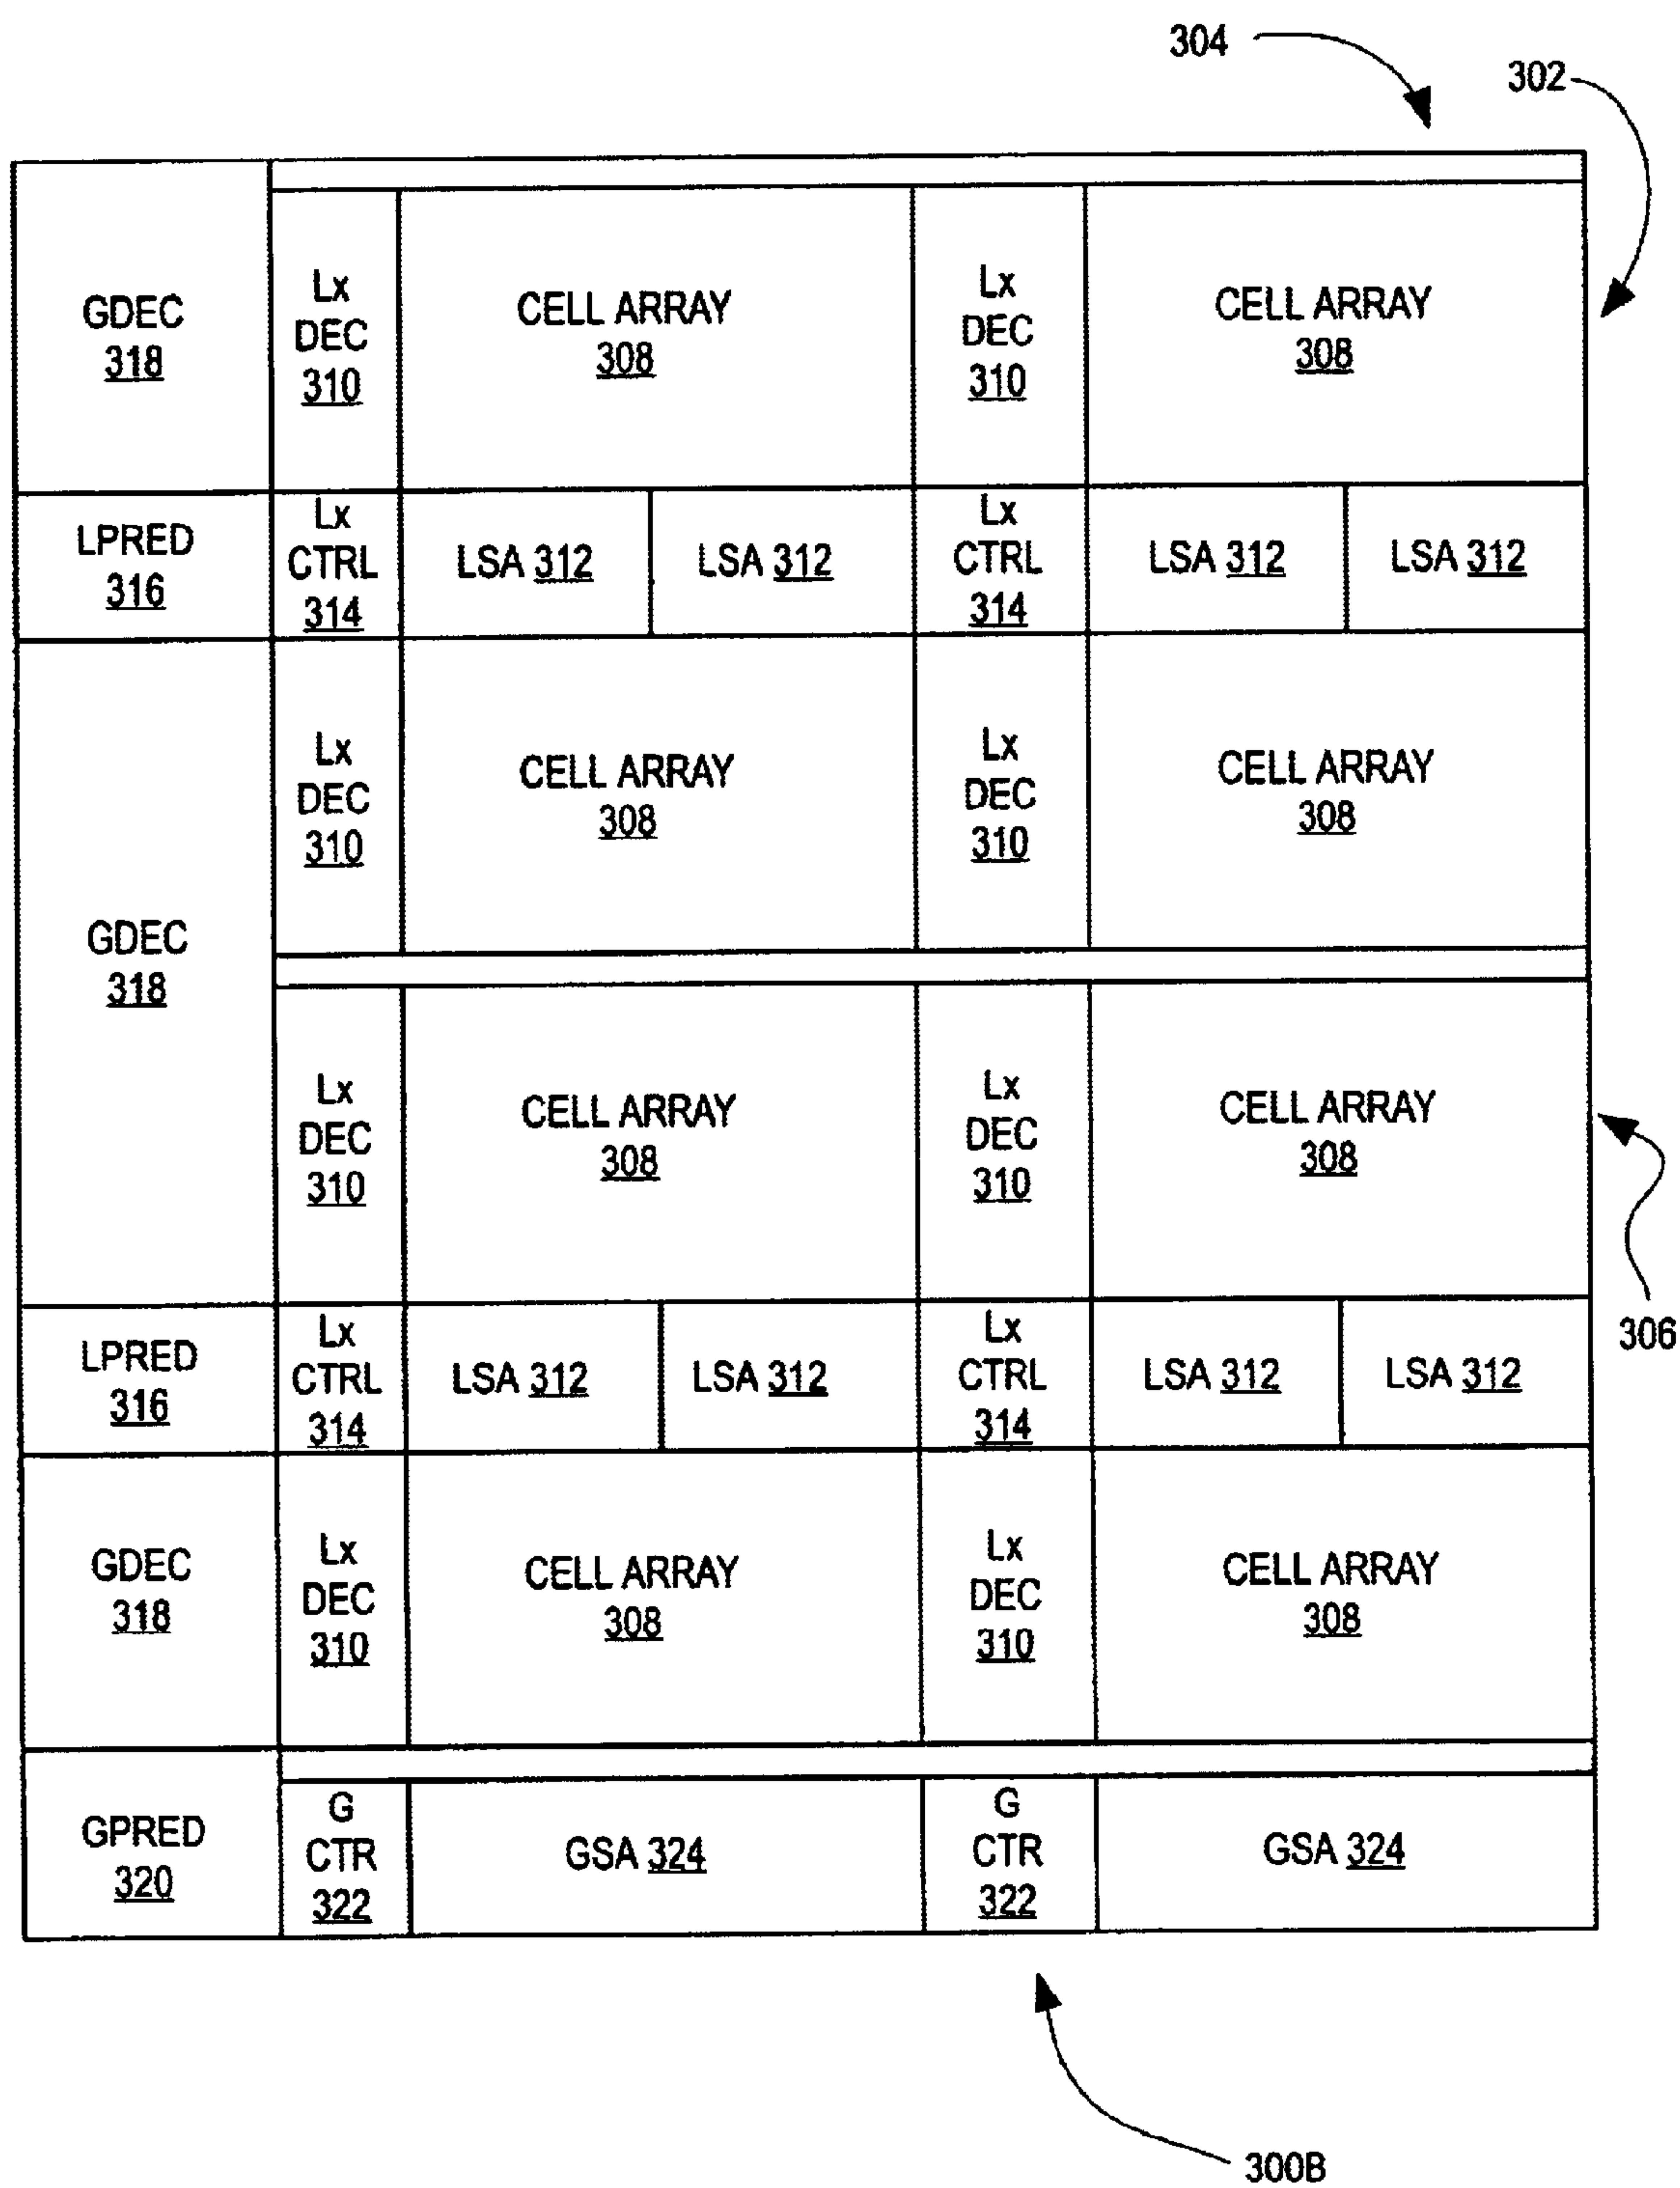 304
302
GDEC
318
Lx
DEC
310
CELL ARRAY
308
Lx
DEC
310
CELL ARRAY
308
LPRED
316
Lx
CTRL
314
LSA 312
LSA 312
Lx
CTRL
314
LSA 312
LSA 312
GDEC
318
Lx
DEC
310
CELL ARRAY
308
Lx
DEC
310
CELL ARRAY
308
Lx
DEC
310
CELL ARRAY
308
Lx
DEC
310
CELL ARRAY
308
306
LPRED
316
Lx
CTRL
314
LSA 312
LSA 312
Lx
CTRL
314
LSA 312
LSA 312
GDEC
318
Lx
DEC
310
CELL ARRAY
308
Lx
DEC
310
CELL ARRAY
308
GPRED
320
G
CTR
322
GSA 324
G
CTR
322
GSA 324
300B